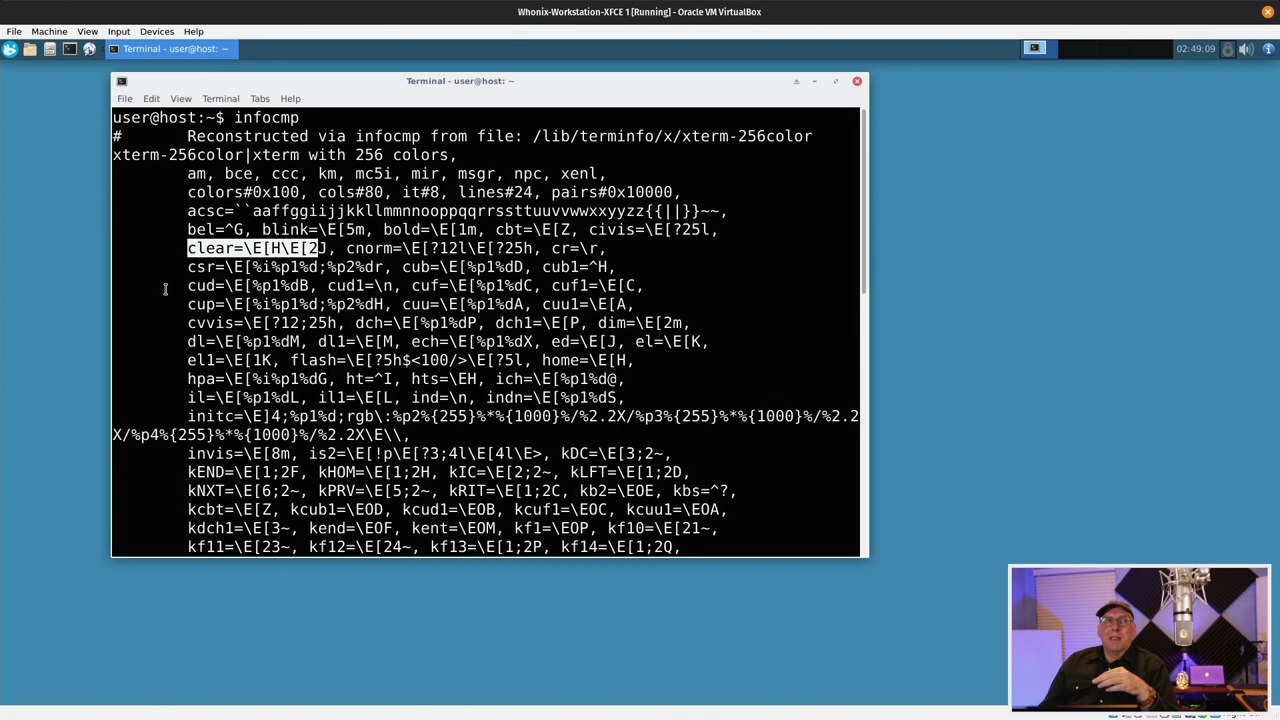 Whonix-Workstation-XFCE 1 [Running] - Oracle VM VirtualBox
File Machine View Input Devices Help
Terminal - user@host: ~
02:49:09
Terminal - user@host: ~
File Edit View Terminal Tabs Help
user@host:~$ infocmp
#       Reconstructed via infocmp from file: /lib/terminfo/x/xterm-256color
xterm-256color|xterm with 256 colors,
        am, bce, ccc, km, mc5i, mir, msgr, npc, xenl,
        colors#0x100, cols#80, it#8, lines#24, pairs#0x10000,
        acsc=``aaffggiijjkkllmmnnooppqqrrssttuuvvwwxxyyzz{{||}}~~,
        bel=^G, blink=\E[5m, bold=\E[1m, cbt=\E[Z, civis=\E[?25l,
        clear=\E[H\E[2J, cnorm=\E[?12l\E[?25h, cr=\r,
        csr=\E[%i%p1%d;%p2%dr, cub=\E[%p1%dD, cub1=^H,
        cud=\E[%p1%dB, cud1=\n, cuf=\E[%p1%dC, cuf1=\E[C,
        cup=\E[%i%p1%d;%p2%dH, cuu=\E[%p1%dA, cuu1=\E[A,
        cvvis=\E[?12;25h, dch=\E[%p1%dP, dch1=\E[P, dim=\E[2m,
        dl=\E[%p1%dM, dl1=\E[M, ech=\E[%p1%dX, ed=\E[J, el=\E[K,
        el1=\E[1K, flash=\E[?5h$<100/>\E[?5l, home=\E[H,
        hpa=\E[%i%p1%dG, ht=^I, hts=\EH, ich=\E[%p1%d@,
        il=\E[%p1%dL, il1=\E[L, ind=\n, indn=\E[%p1%dS,
        initc=\E]4;%p1%d;rgb\:%p2%{255}%*%{1000}%/%2.2X/%p3%{255}%*%{1000}%/%2.2
X/%p4%{255}%*%{1000}%/%2.2X\E\\,
        invis=\E[8m, is2=\E[!p\E[?3;4l\E[4l\E>, kDC=\E[3;2~,
        kEND=\E[1;2F, kHOM=\E[1;2H, kIC=\E[2;2~, kLFT=\E[1;2D,
        kNXT=\E[6;2~, kPRV=\E[5;2~, kRIT=\E[1;2C, kb2=\EOE, kbs=^?,
        kcbt=\E[Z, kcub1=\EOD, kcud1=\EOB, kcuf1=\EOC, kcuu1=\EOA,
        kdch1=\E[3~, kend=\EOF, kent=\EOM, kf1=\EOP, kf10=\E[21~,
        kf11=\E[23~, kf12=\E[24~, kf13=\E[1;2P, kf14=\E[1;2Q,